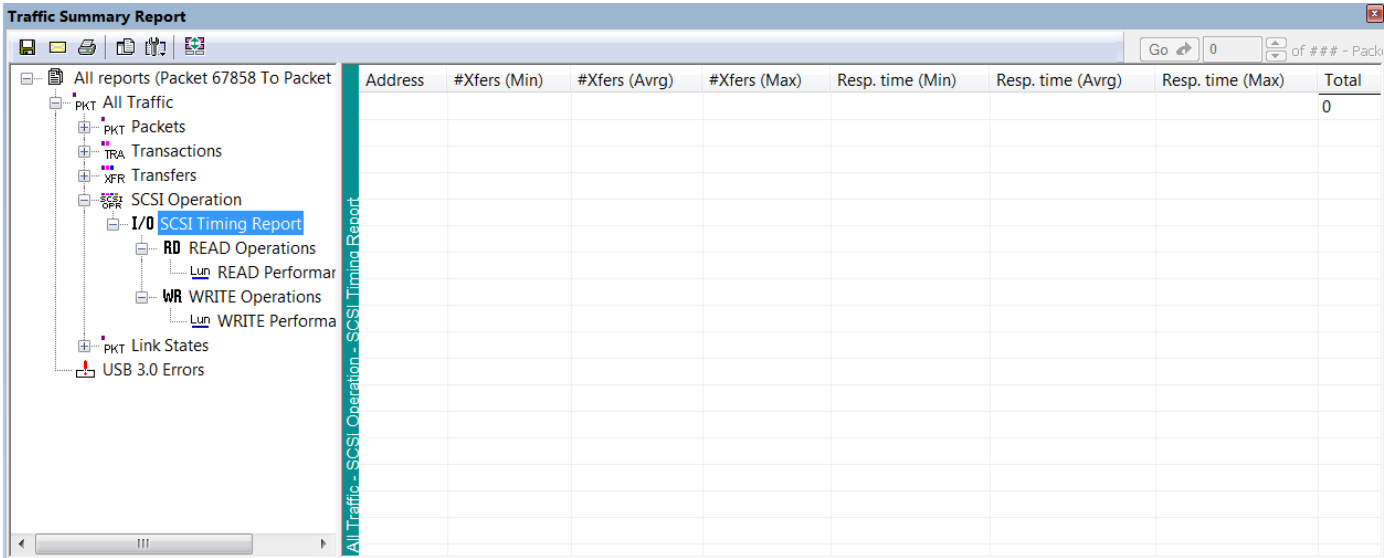 Traffic Summary Report
Go 0 of ### - Pack
All reports (Packet 67858 To Packet
PKT All Traffic
PKT Packets
TRA Transactions
XFR Transfers
SCSI OPR SCSI Operation
I/O SCSI Timing Report
RD READ Operations
Lun READ Performan
WR WRITE Operations
Lun WRITE Performa
PKT Link States
USB 3.0 Errors
All Traffic - SCSI Operation - SCSI Timing Report
Address #Xfers (Min) #Xfers (Avrg) #Xfers (Max) Resp. time (Min) Resp. time (Avrg) Resp. time (Max) Total
0